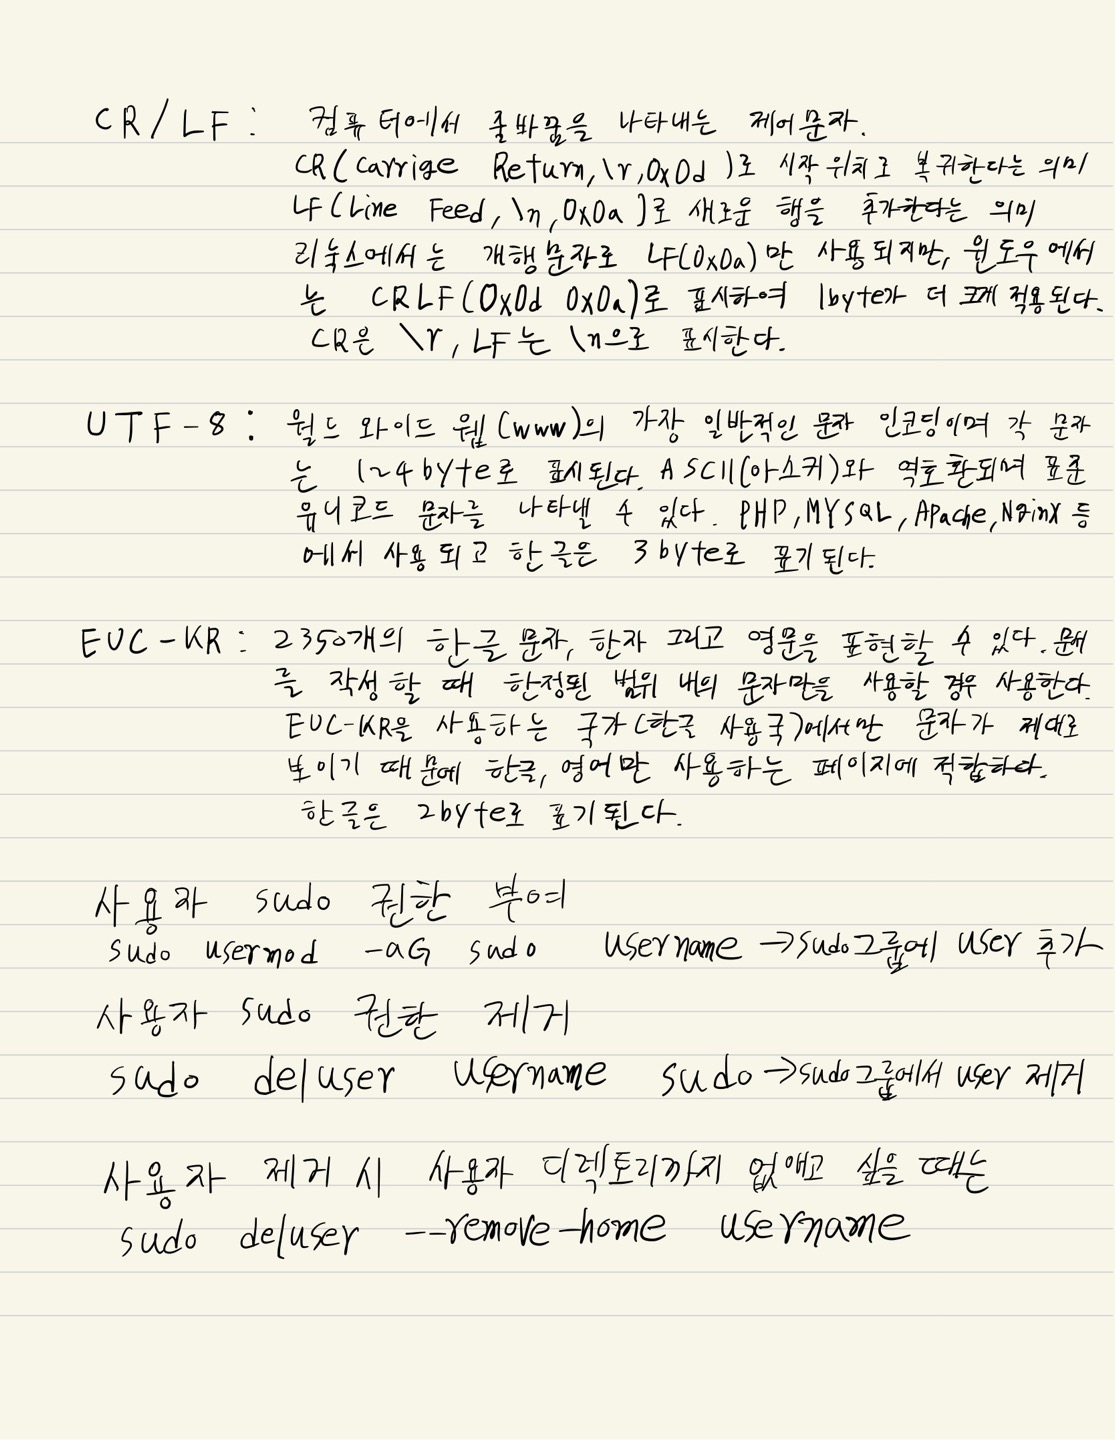 CR/LF : 컴퓨터에서 줄바꿈을 나타내는 제어문자.
CR(Carrige Return,\r,0x0d)로 시작위치로 복귀한다는 의미
LF(Line Feed,\n,0x0a)로 새로운 행을 추가한다는 의미
리눅스에서는 개행문자로 LF(0x0a)만 사용되지만, 윈도우에서
는 CRLF(0x0d 0x0a)로 표시하여 1byte가 더 크게 적용된다.
CR은 \r, LF는 \n으로 표시한다.
UTF-8 : 월드 와이드 웹(www)의 가장 일반적인 문자 인코딩이며 각 문자
는 1~4byte로 표시된다. ASCII(아스키)와 역호환되며 표준
유니코드 문자를 나타낼 수 있다. PHP, MYSQL, Apache, Nginx 등
에서 사용되고 한글은 3byte로 표기된다.
EUC-KR : 2350개의 한글 문자, 한자 그리고 영문을 표현할 수 있다. 문서
를 작성할 때 한정된 범위 내의 문자만을 사용할 경우 사용한다.
EUC-KR을 사용하는 국가(한글 사용국)에서만 문자가 제대로
보이기 때문에 한글, 영어만 사용하는 페이지에 적합하다.
한글은 2byte로 표기된다.
사용자 sudo 권한 부여
sudo usermod -aG sudo username →sudo그룹에 user 추가
사용자 sudo 권한 제거
sudo deluser username sudo →sudo그룹에서 user 제거
사용자 제거 시 사용자 디렉토리까지 없애고 싶을 때는
sudo deluser --remove-home username